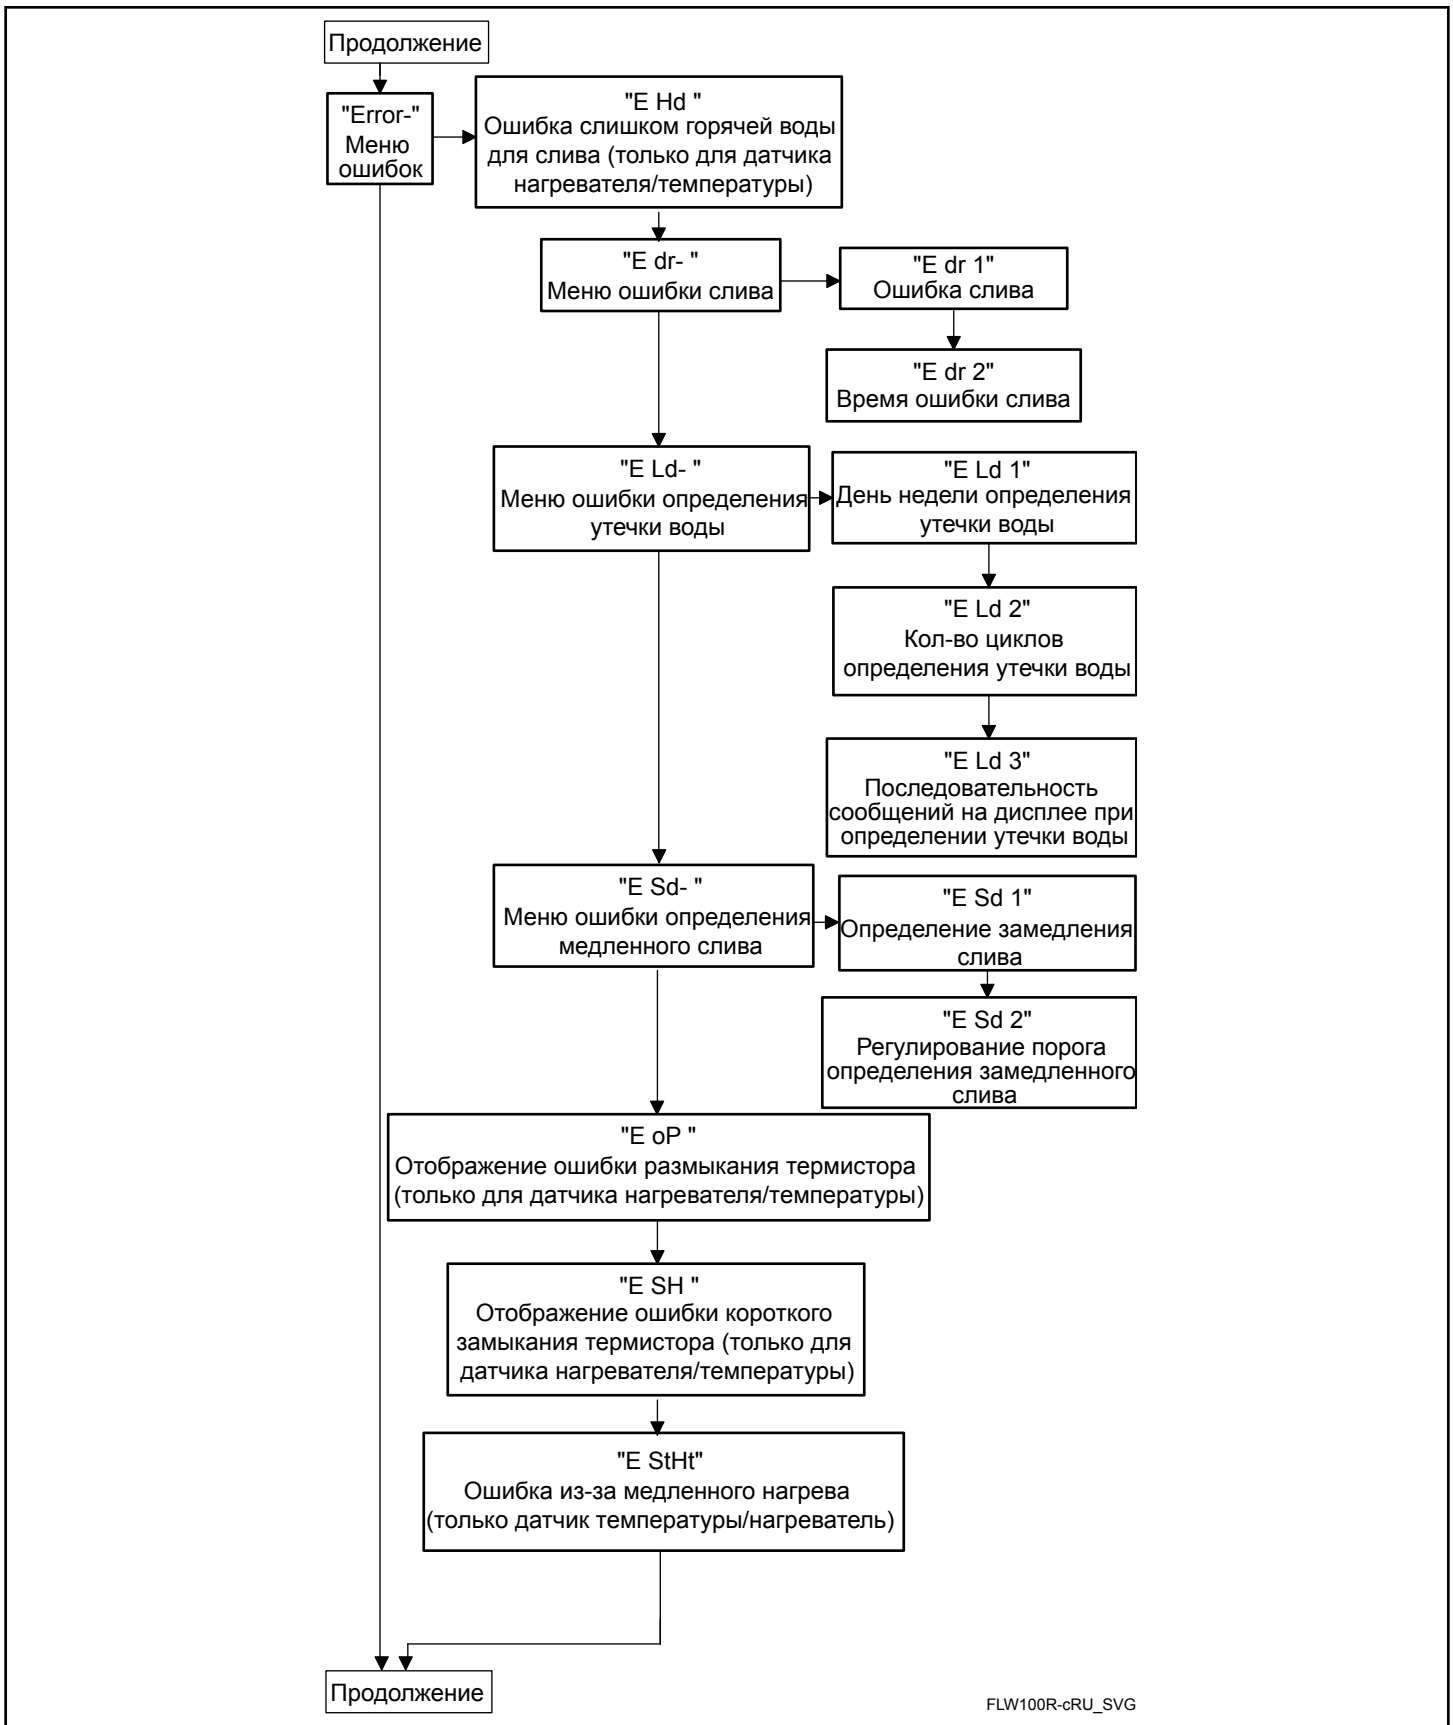 Продолжение
"Error-"
Меню
ошибок
"E Hd "
Ошибка слишком горячей воды
для слива (только для датчика
нагревателя/температуры)
"E dr- "
Меню ошибки слива
"E dr 1"
Ошибка слива
"E dr 2"
Время ошибки слива
"E Ld- "
Меню ошибки определения
утечки воды
"E Ld 1"
День недели определения
утечки воды
"E Ld 2"
Кол-во циклов
определения утечки воды
"E Ld 3"
Последовательность
сообщений на дисплее при
определении утечки воды
"E Sd- "
Меню ошибки определения
медленного слива
"E Sd 1"
Определение замедления
слива
"E Sd 2"
Регулирование порога
определения замедленного
слива
"E oP "
Отображение ошибки размыкания термистора
(только для датчика нагревателя/температуры)
"E SH "
Отображение ошибки короткого
замыкания термистора (только для
датчика нагревателя/температуры)
"E StHt"
Ошибка из-за медленного нагрева
(только датчик температуры/нагреватель)
Продолжение
FLW100R-cRU_SVG